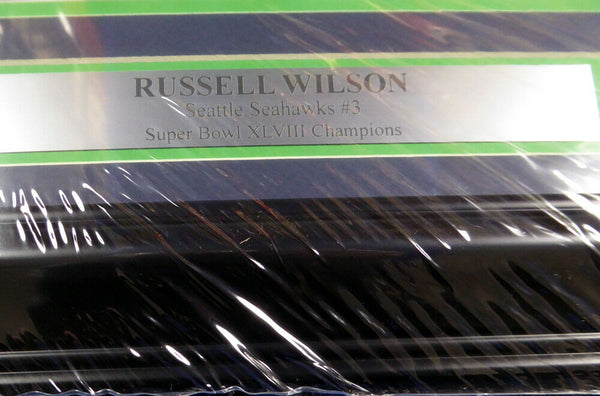 RUSSELL WILSON
Seattle Seahawks #3
Super Bowl XLVIII Champions